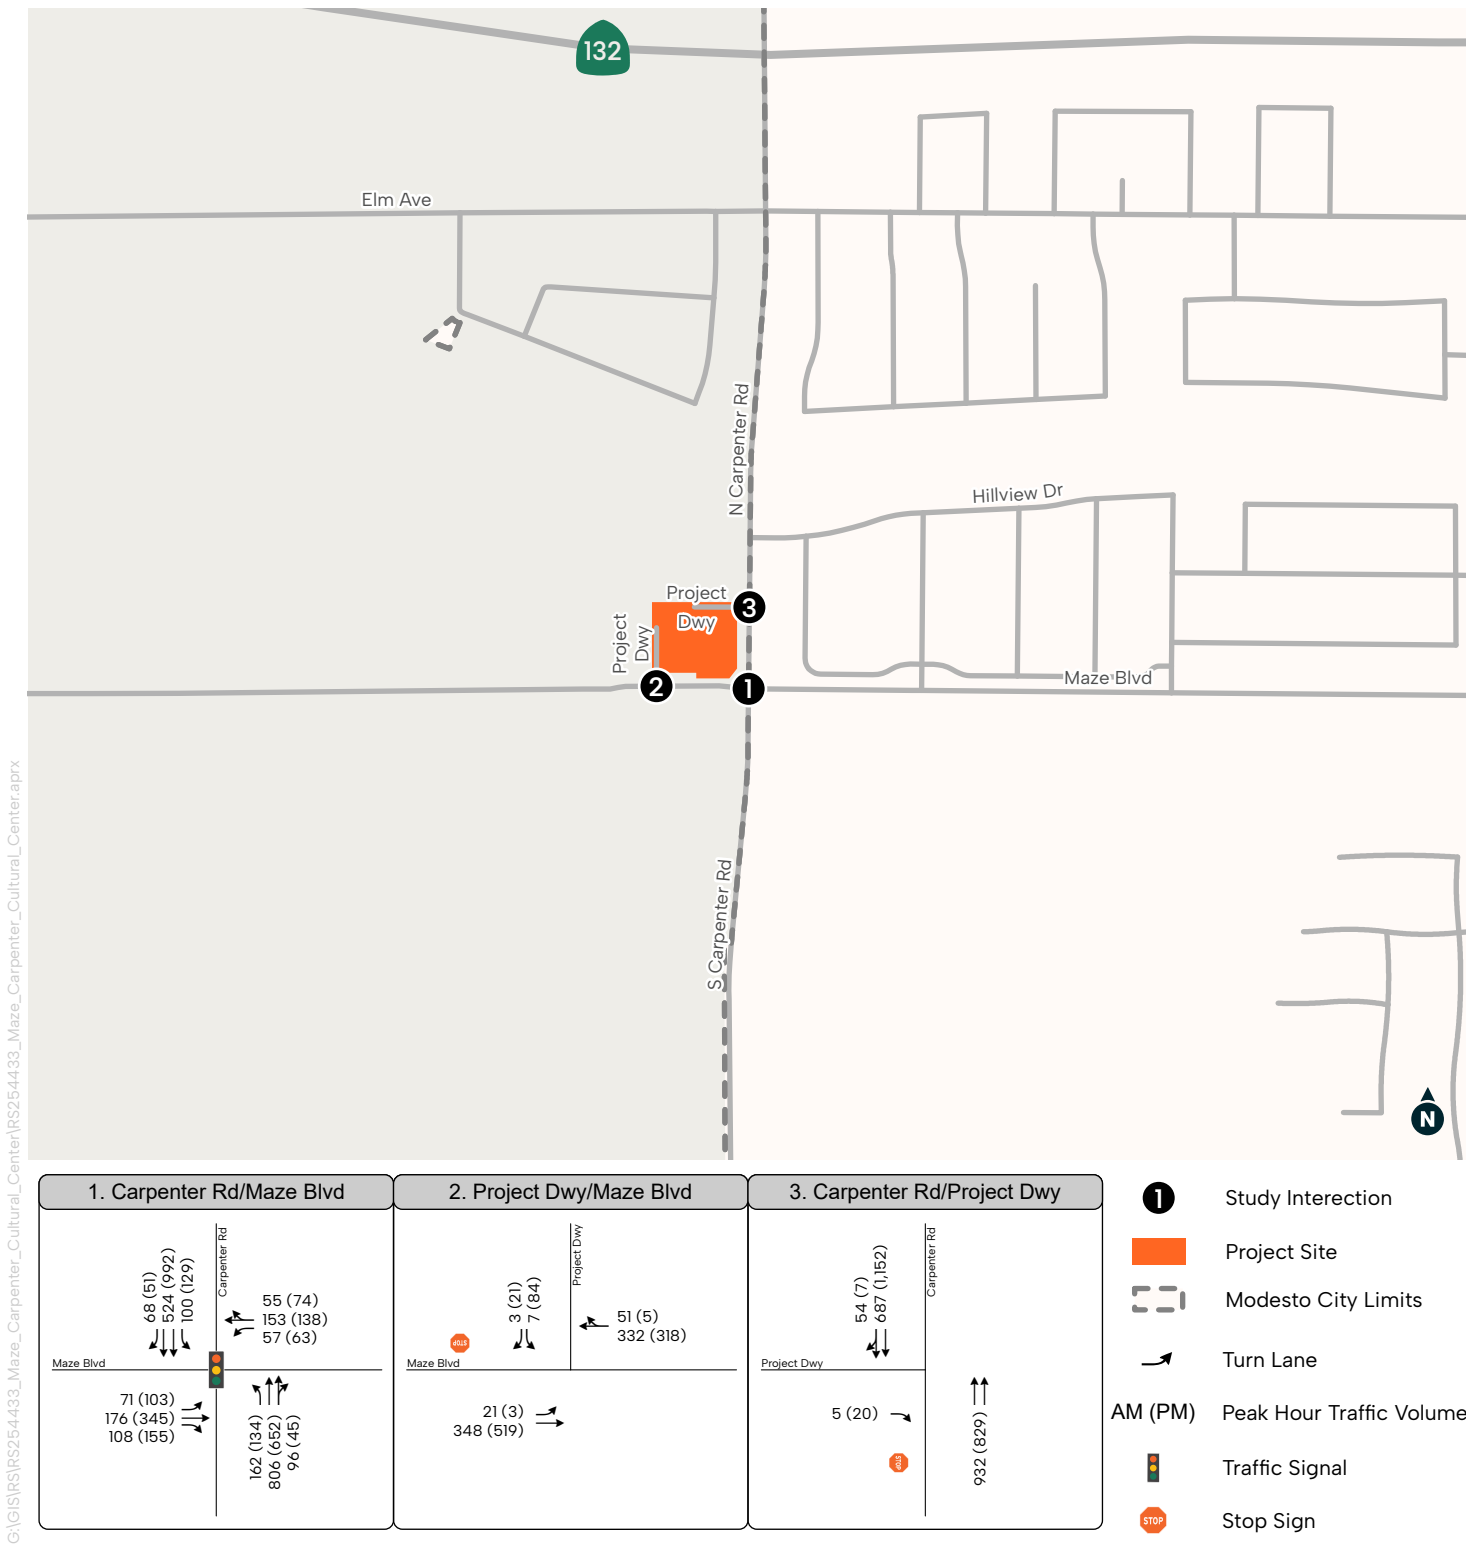 132
Elm Ave
N Carpenter Rd
Hillview Dr
Project
Dwy
3
Project
Dwy
2
1
Maze Blvd
S Carpenter Rd
N
G:\GIS\RS\RS254433_Maze_Carpenter_Cultural_Center\RS254433_Maze_Carpenter_Cultural_Center.aprx
1. Carpenter Rd/Maze Blvd
Carpenter Rd
68 (51)
524 (992)
100 (129)
55 (74)
153 (138)
57 (63)
Maze Blvd
71 (103)
176 (345)
108 (155)
162 (134)
806 (652)
96 (45)
2. Project Dwy/Maze Blvd
Project Dwy
3 (21)
7 (84)
51 (5)
332 (318)
STOP
Maze Blvd
21 (3)
348 (519)
3. Carpenter Rd/Project Dwy
Carpenter Rd
54 (7)
687 (1,152)
Project Dwy
5 (20)
STOP
932 (829)
1 Study Interection
Project Site
Modesto City Limits
Turn Lane
AM (PM) Peak Hour Traffic Volume
Traffic Signal
STOP Stop Sign